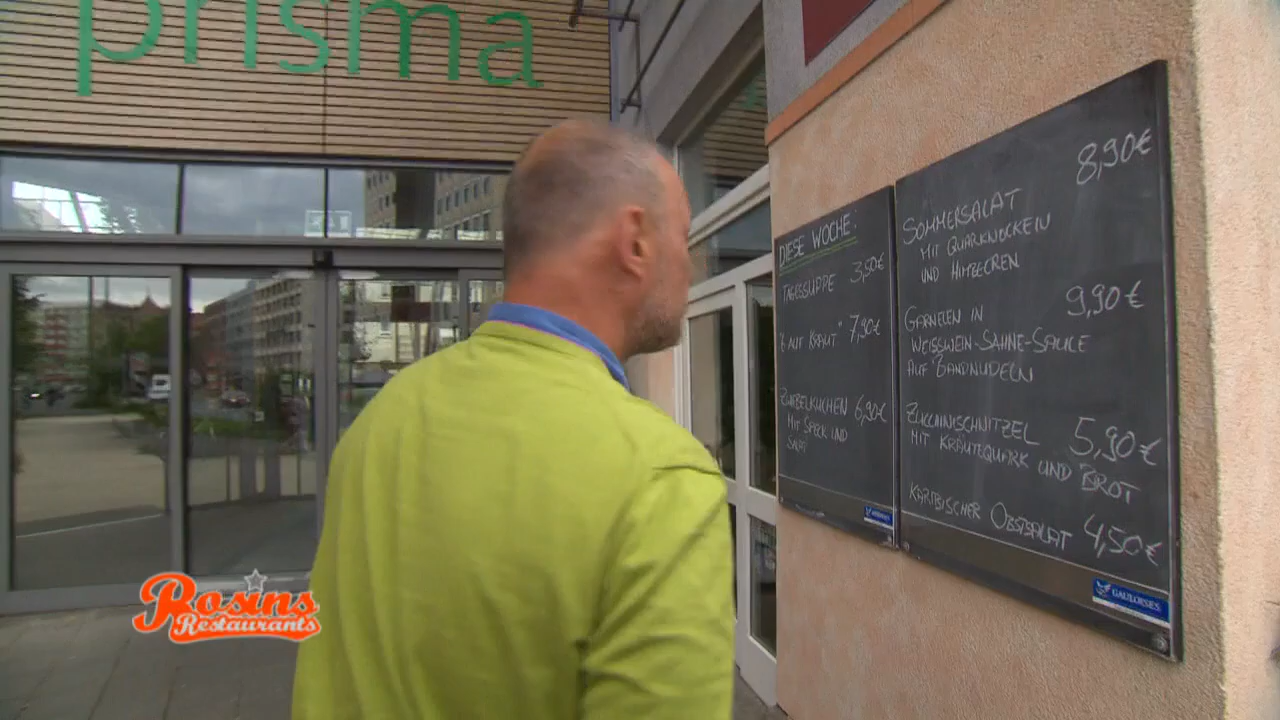 prisma
DIESE WOCHE:
TAGESSUPPE 3,50€
AUF KRAUT" 7,90€
ZWIEBELKUCHEN 6,90€
MIT SPECK UND
SALAT
8,90€
SOMMERSALAT
MIT QUARKNOCKEN
UND HIMBEEREN
9,90€
GARNELEN IN
WEISSWEIN-SAHNE-SAUCE
AUF BANDNUDELN
ZUCCHINISCHNITZEL 5,90€
MIT KRÄUTERQUARK UND BROT
KARIBISCHER OBSTSALAT 4,50€
GAULOISES
Rosins
Restaurants